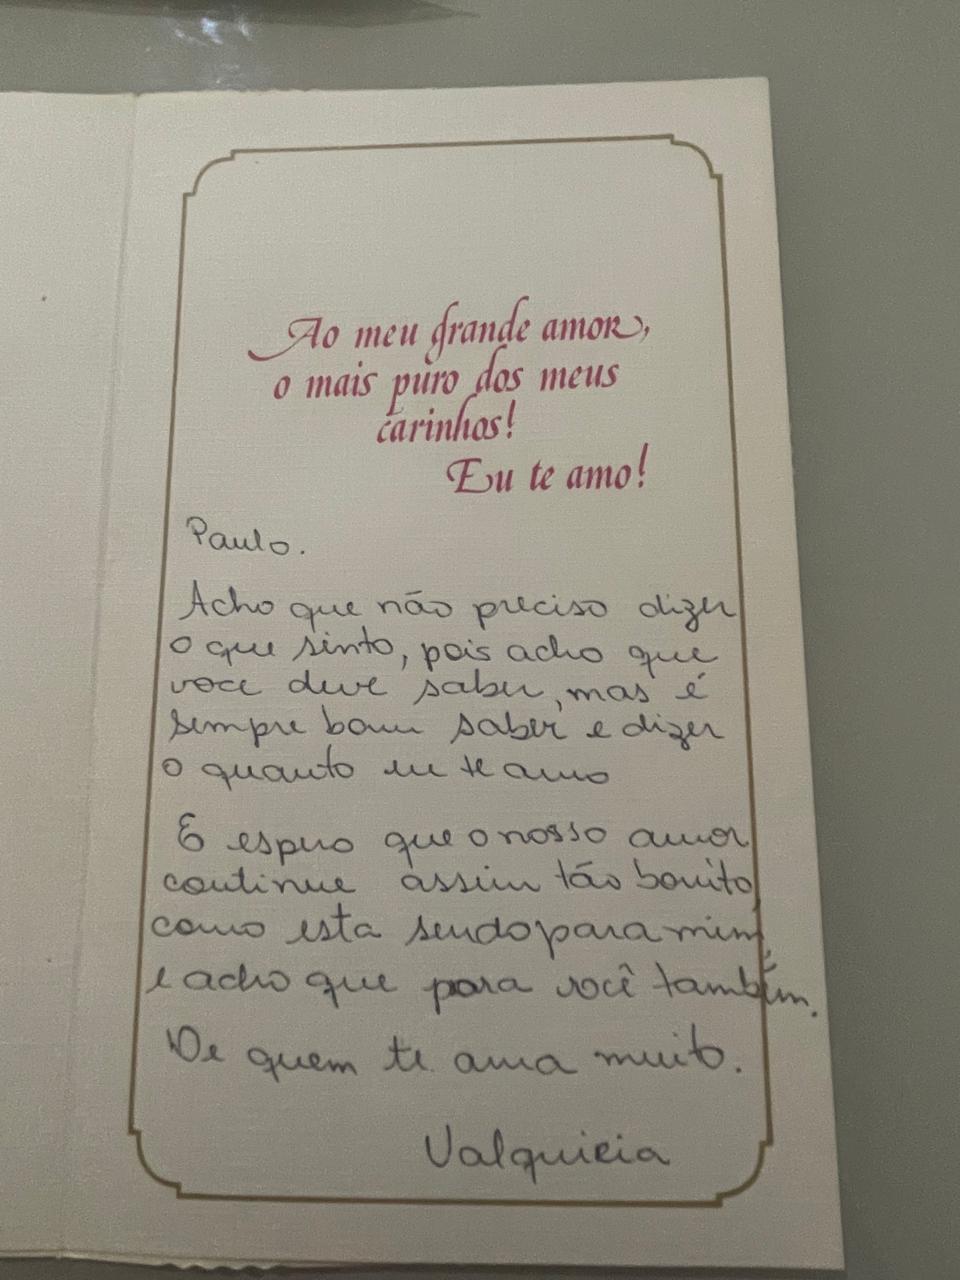 Ao meu grande amor,
o mais puro dos meus
carinhos!
Eu te amo!
Paulo.
Acho que não preciso dizer
o que sinto, pois acho que
voce deve saber, mas é
sempre bom saber e dizer
o quanto eu te amo
E espero que o nosso amor
continue assim tão bonito,
como esta sendo para mim,
e acho que para você também.
De quem te ama muito.
Valquiria